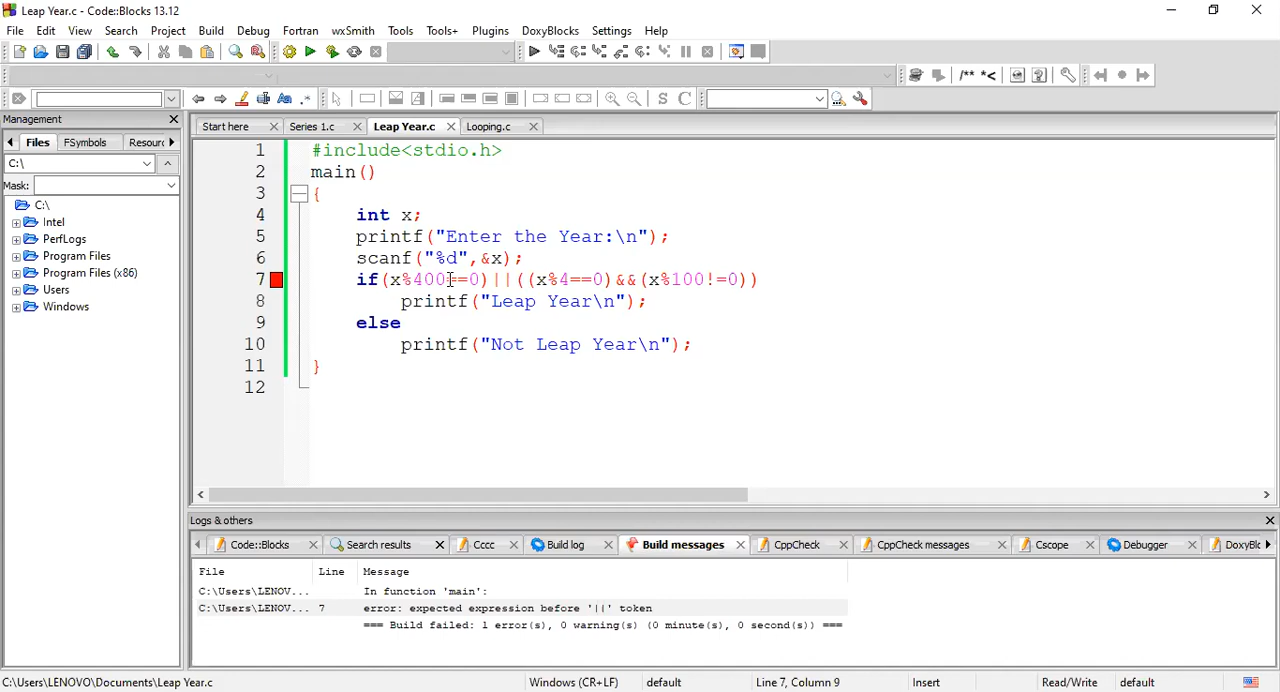 Leap Year.c - Code::Blocks 13.12
File Edit View Search Project Build Debug Fortran wxSmith Tools Tools+ Plugins DoxyBlocks Settings Help
/** *<
Aa .* S C
Management
Files FSymbols Resourc
C:\
Mask:
C:\
Intel
PerfLogs
Program Files
Program Files (x86)
Users
Windows
Start here Series 1.c Leap Year.c Looping.c
1 #include<stdio.h>
2 main()
3 {
4 int x;
5 printf("Enter the Year:\n");
6 scanf("%d",&x);
7 if(x%400==0)||((x%4==0)&&(x%100!=0))
8 printf("Leap Year\n");
9 else
10 printf("Not Leap Year\n");
11 }
12
Logs & others
Code::Blocks Search results Cccc Build log Build messages CppCheck CppCheck messages Cscope Debugger DoxyBlo
File Line Message
C:\Users\LENOV... In function 'main':
C:\Users\LENOV... 7 error: expected expression before '||' token
=== Build failed: 1 error(s), 0 warning(s) (0 minute(s), 0 second(s)) ===
C:\Users\LENOVO\Documents\Leap Year.c Windows (CR+LF) default Line 7, Column 9 Insert Read/Write default